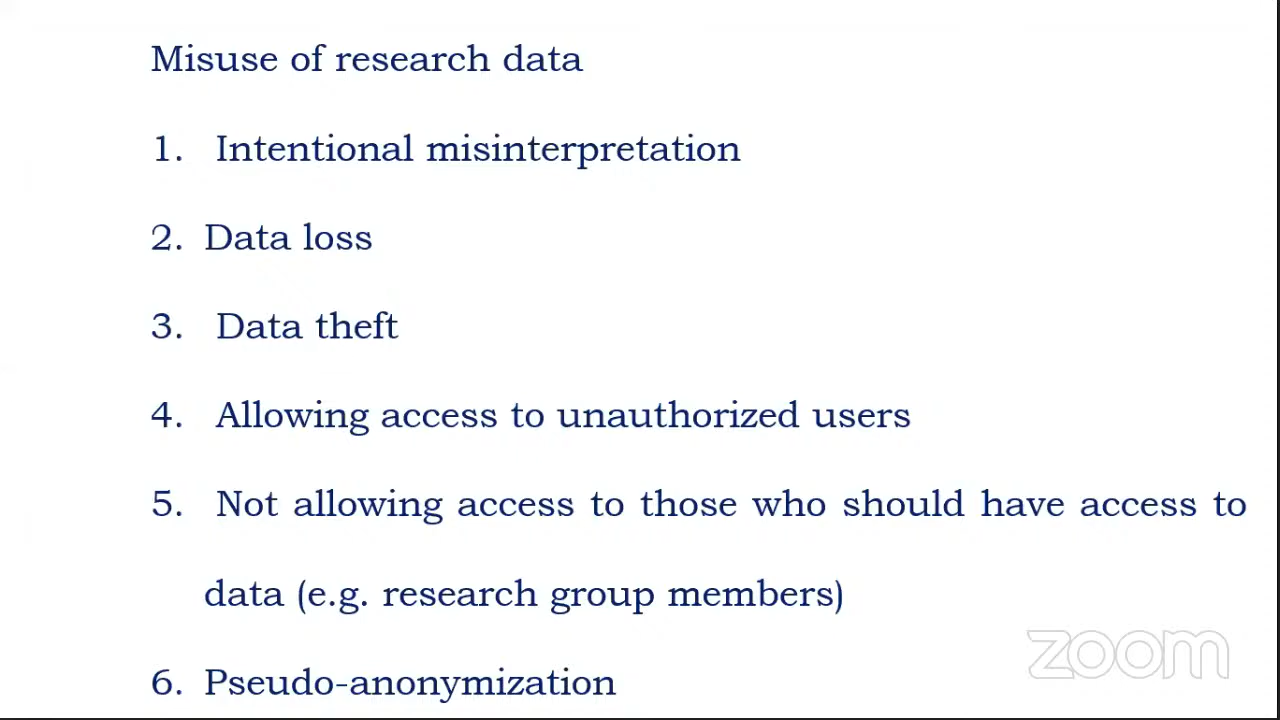 Misuse of research data
1. Intentional misinterpretation
2. Data loss
3. Data theft
4. Allowing access to unauthorized users
5. Not allowing access to those who should have access to
data (e.g. research group members)
zoom
6. Pseudo-anonymization